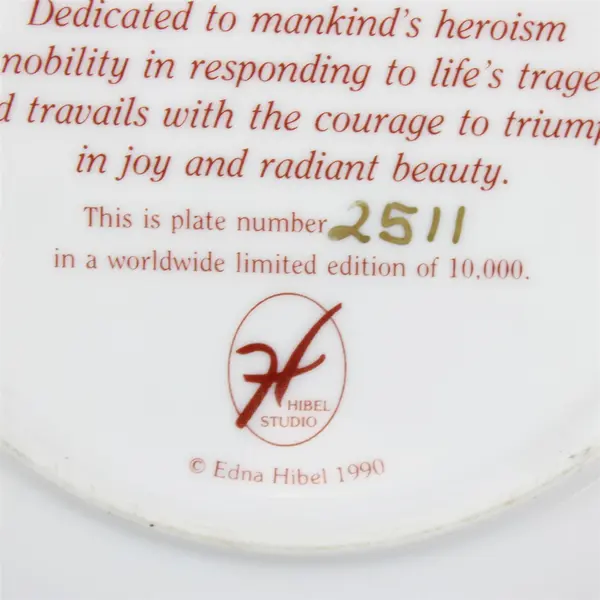 Dedicated to mankind's heroism
nobility in responding to life's trage
d travails with the courage to trium
in joy and radiant beauty.
This is plate number 2511
in a worldwide limited edition of 10,000.
H
HIBEL
STUDIO
© Edna Hibel 1990